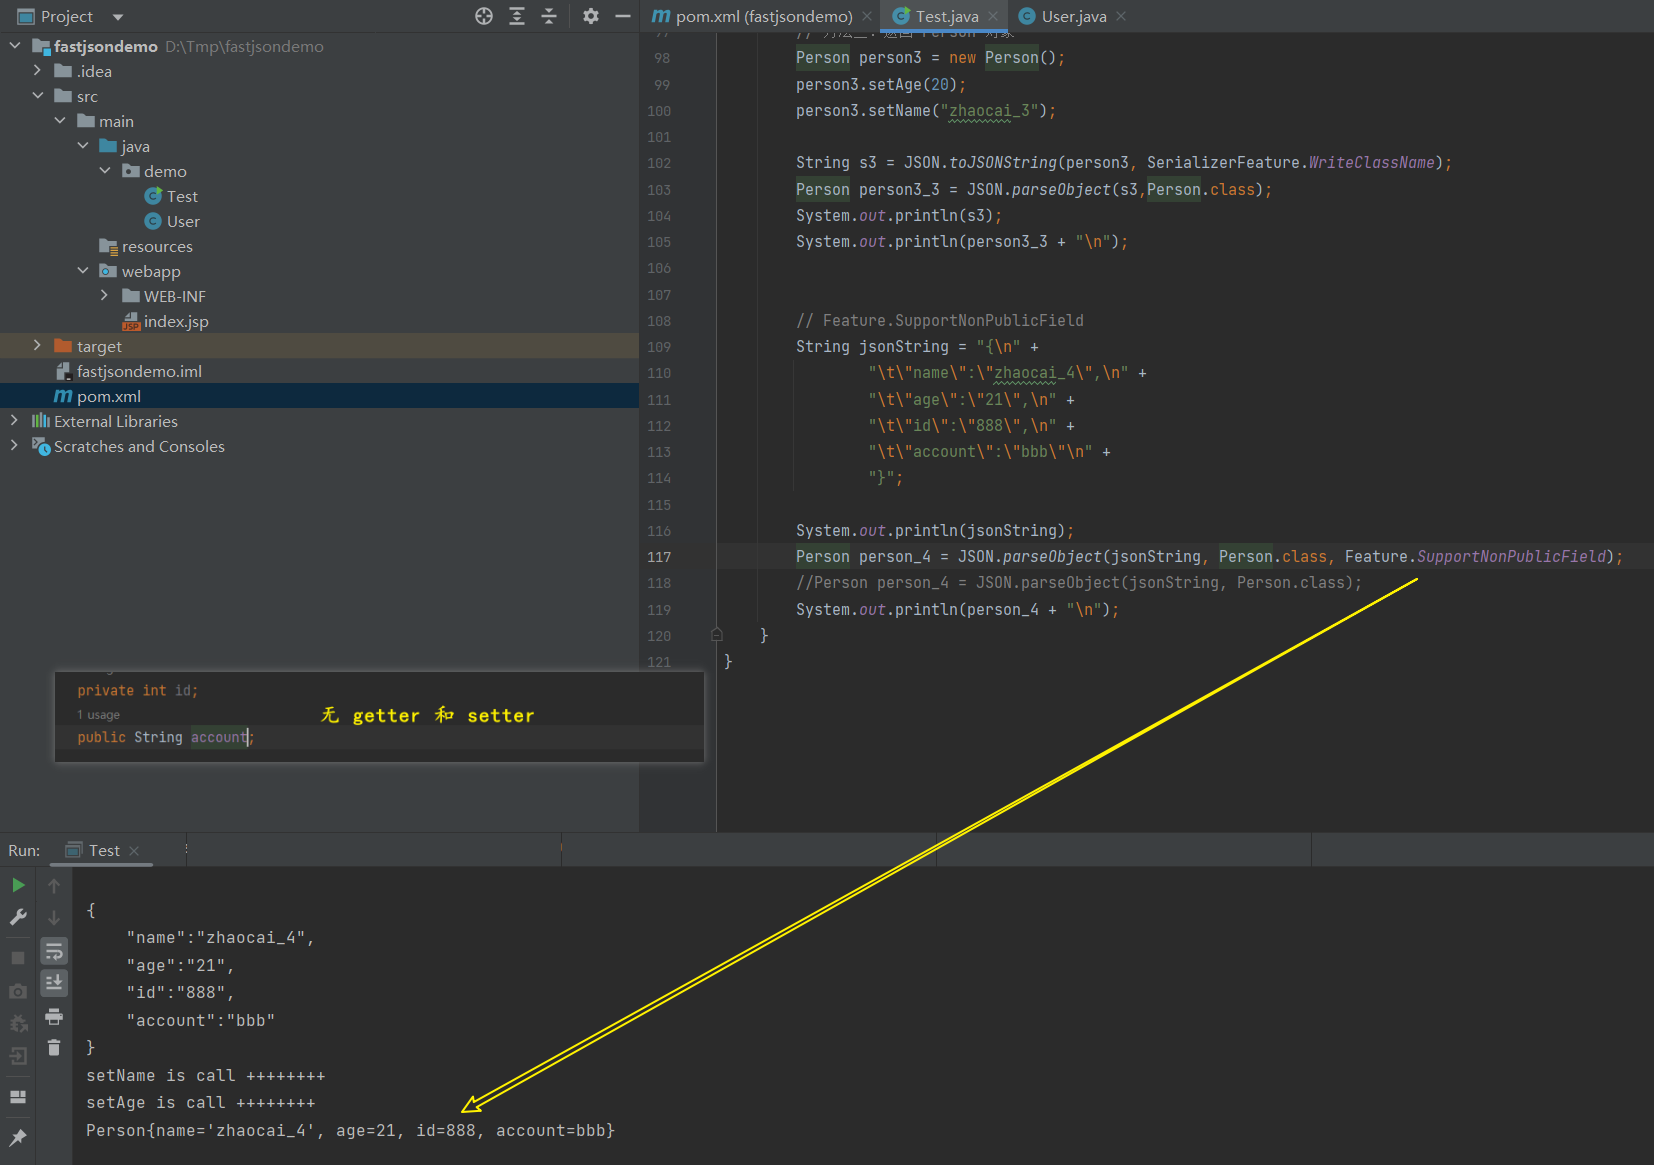 Project
pom.xml (fastjsondemo)
Test.java
User.java
fastjsondemo D:\Tmp\fastjsondemo
.idea
src
main
java
demo
Test
User
resources
webapp
WEB-INF
index.jsp
target
fastjsondemo.iml
pom.xml
External Libraries
Scratches and Consoles
98 Person person3 = new Person();
99 person3.setAge(20);
100 person3.setName("zhaocai_3");
101
102 String s3 = JSON.toJSONString(person3, SerializerFeature.WriteClassName);
103 Person person3_3 = JSON.parseObject(s3,Person.class);
104 System.out.println(s3);
105 System.out.println(person3_3 + "\n");
106
107
108 // Feature.SupportNonPublicField
109 String jsonString = "{\n" +
110 "\t\"name\":\"zhaocai_4\",\n" +
111 "\t\"age\":\"21\",\n" +
112 "\t\"id\":\"888\",\n" +
113 "\t\"account\":\"bbb\"\n" +
114 "}";
115
116 System.out.println(jsonString);
117 Person person_4 = JSON.parseObject(jsonString, Person.class, Feature.SupportNonPublicField);
118 //Person person_4 = JSON.parseObject(jsonString, Person.class);
119 System.out.println(person_4 + "\n");
120 }
121 }
private int id;
1 usage
无 getter 和 setter
public String account;
Run: Test
{
"name":"zhaocai_4",
"age":"21",
"id":"888",
"account":"bbb"
}
setName is call ++++++++
setAge is call ++++++++
Person{name='zhaocai_4', age=21, id=888, account=bbb}